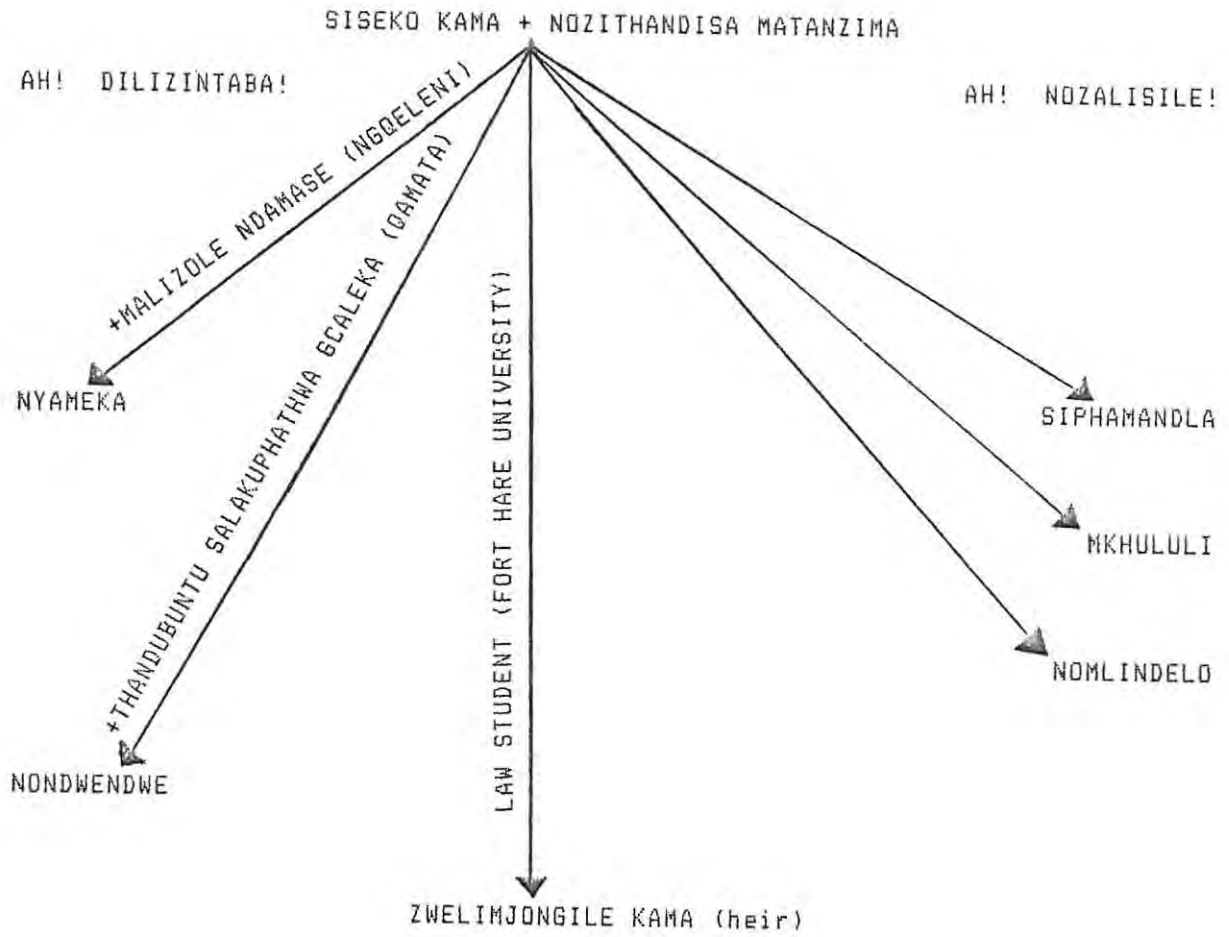 SISEKO KAMA + NOZITHANDISA MATANZIMA
AH! DILIZINTABA!
AH! NOZALISILE!
+MALIZOLE NDAMASE (NGQELENI)
+THANDUBUNTU SALAKUPHATHWA GCALEKA (QAMATA)
LAW STUDENT (FORT HARE UNIVERSITY)
NYAMEKA
SIPHAMANDLA
MKHULULI
NOMLINDELO
NONDWENDWE
ZWELIMJONGILE KAMA (heir)